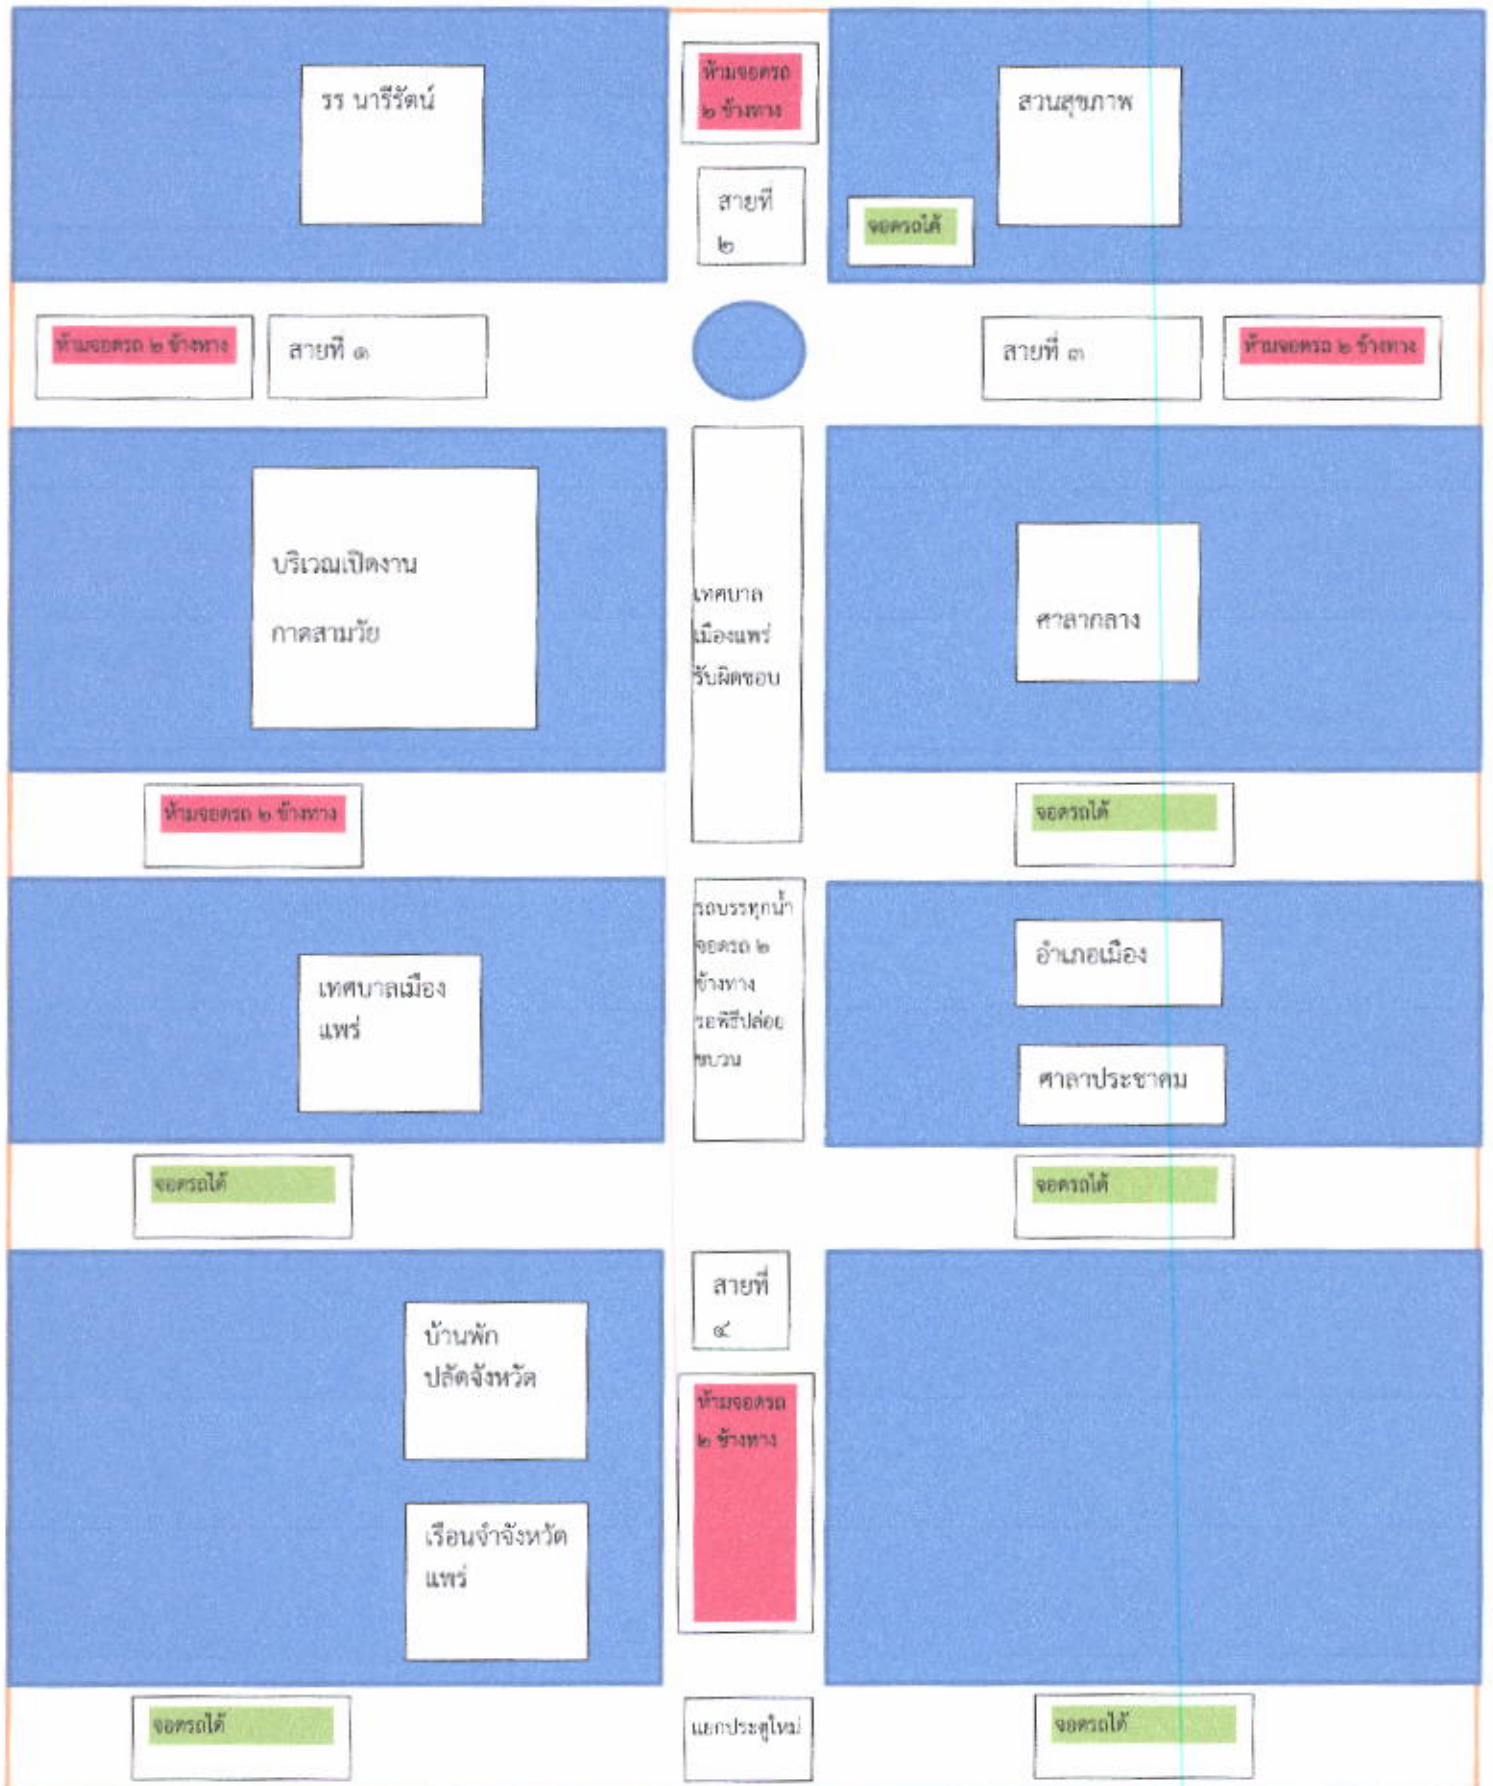 รร นารีรัตน์
ห้ามจอดรถ
๒ ข้างทาง
สวนสุขภาพ
สายที่
๒
จอดรถได้
ห้ามจอดรถ ๒ ข้างทาง
สายที่ ๑
สายที่ ๓
ห้ามจอดรถ ๒ ข้างทาง
บริเวณเปิดงาน
กาดสามวัย
เทศบาล
เมืองแพร่
รับผิดชอบ
ศาลากลาง
ห้ามจอดรถ ๒ ข้างทาง
จอดรถได้
เทศบาลเมือง
แพร่
รถบรรทุกน้ำ
จอดรถ ๒
ข้างทาง
รอพิธีปล่อย
ขบวน
อำเภอเมือง
ศาลาประชาคม
จอดรถได้
จอดรถได้
สายที่
๔
บ้านพัก
ปลัดจังหวัด
ห้ามจอดรถ
๒ ข้างทาง
เรือนจำจังหวัด
แพร่
จอดรถได้
แยกประตูใหม่
จอดรถได้